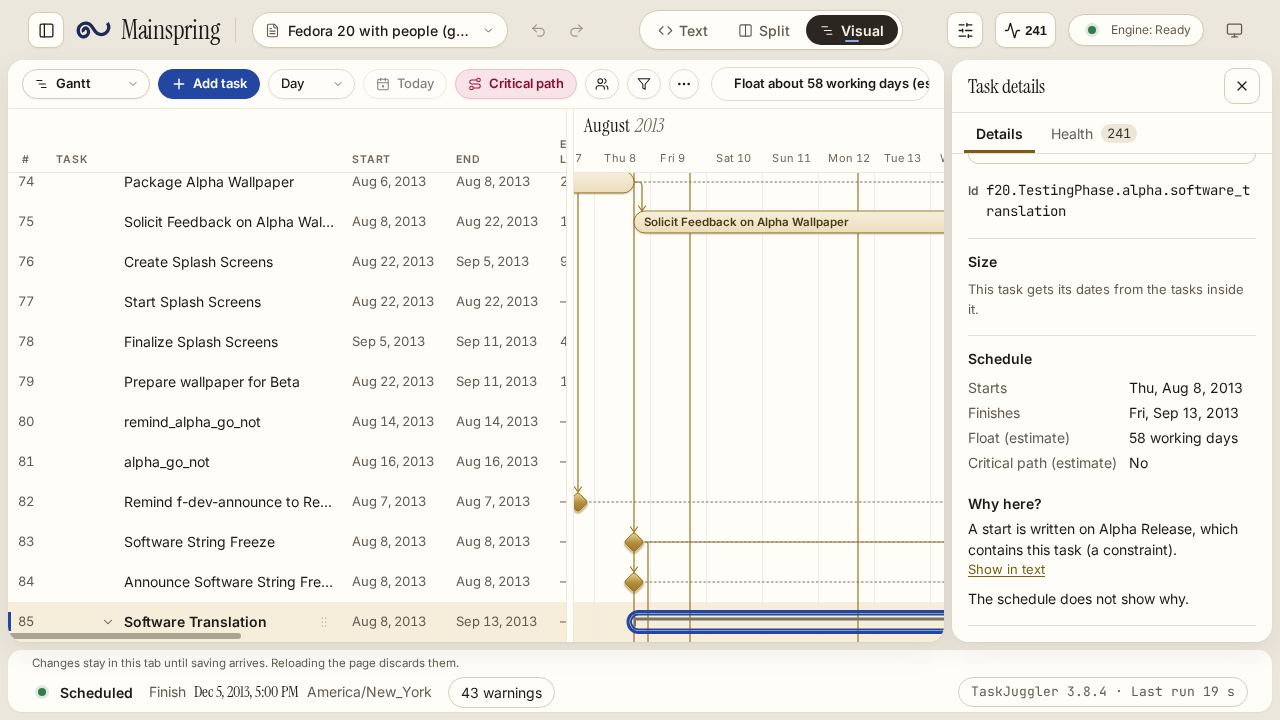 Mainspring
Fedora 20 with people (g...
Text
Split
Visual
241
Engine: Ready
Gantt
Add task
Day
Today
Critical path
Float about 58 working days (es
Task details
Details
Health 241
August 2013
# TASK START END
7 Thu 8 Fri 9 Sat 10 Sun 11 Mon 12 Tue 13
74 Package Alpha Wallpaper Aug 6, 2013 Aug 8, 2013 2
75 Solicit Feedback on Alpha Wal... Aug 8, 2013 Aug 22, 2013 1
Solicit Feedback on Alpha Wallpaper
76 Create Splash Screens Aug 22, 2013 Sep 5, 2013 9
77 Start Splash Screens Aug 22, 2013 Aug 22, 2013 –
78 Finalize Splash Screens Sep 5, 2013 Sep 11, 2013 4
79 Prepare wallpaper for Beta Aug 22, 2013 Sep 11, 2013 1
80 remind_alpha_go_not Aug 14, 2013 Aug 14, 2013 –
81 alpha_go_not Aug 16, 2013 Aug 16, 2013 –
82 Remind f-dev-announce to Re... Aug 7, 2013 Aug 7, 2013 –
83 Software String Freeze Aug 8, 2013 Aug 8, 2013 –
84 Announce Software String Fre... Aug 8, 2013 Aug 8, 2013 –
85 Software Translation Aug 8, 2013 Sep 13, 2013 –
Id f20.TestingPhase.alpha.software_t
ranslation
Size
This task gets its dates from the tasks inside
it.
Schedule
Starts Thu, Aug 8, 2013
Finishes Fri, Sep 13, 2013
Float (estimate) 58 working days
Critical path (estimate) No
Why here?
A start is written on Alpha Release, which
contains this task (a constraint).
Show in text
The schedule does not show why.
Changes stay in this tab until saving arrives. Reloading the page discards them.
Scheduled Finish Dec 5, 2013, 5:00 PM America/New_York 43 warnings
TaskJuggler 3.8.4 · Last run 19 s